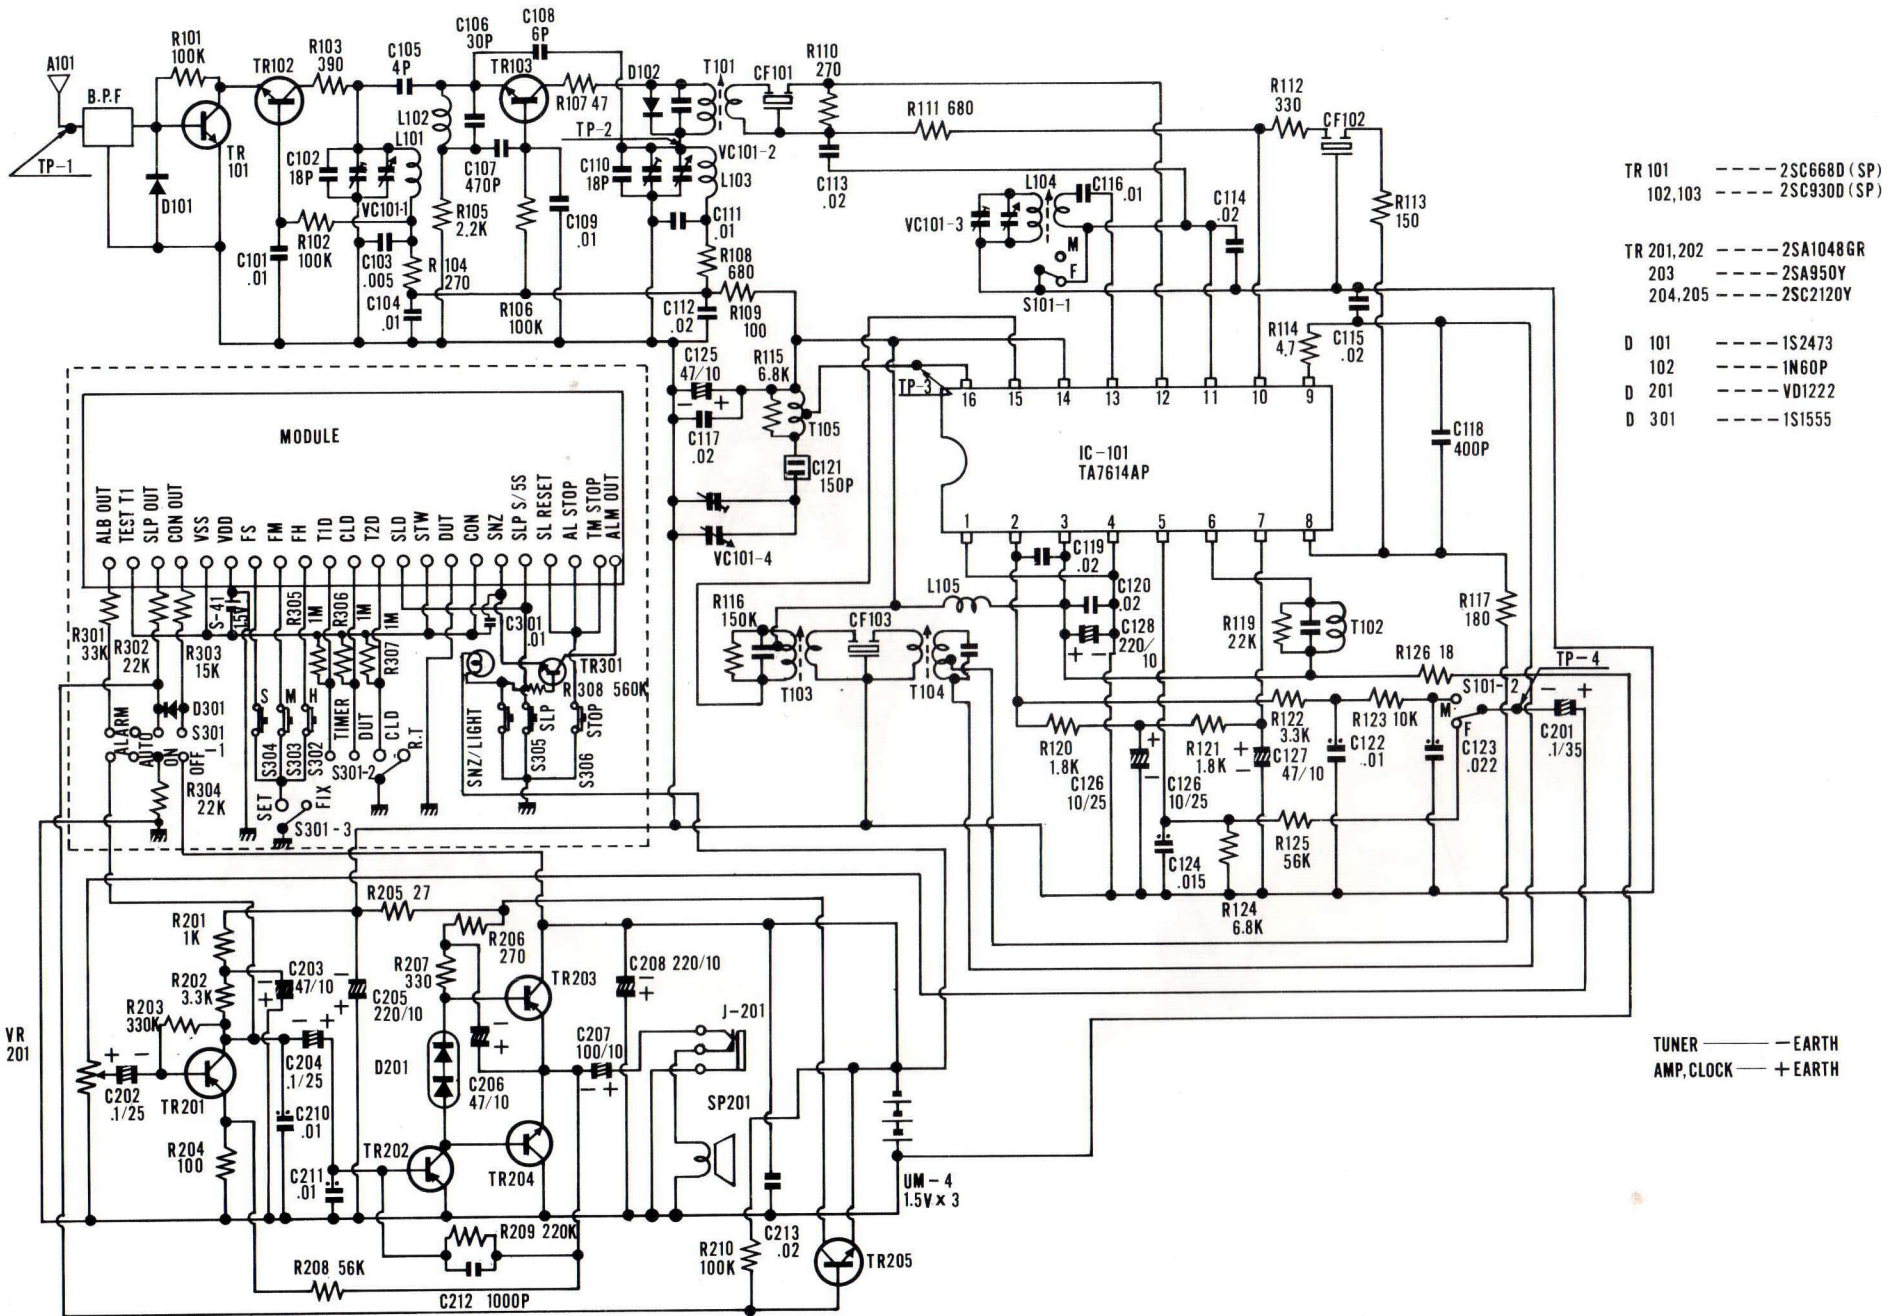 A101
B.P.F
TP-1
R101
100K
TR
101
D101
TR102
R103
390
C105
4P
C106
30P
C108
6P
TR103
R107 47
D102
T101
CF101
R110
270
R111 680
R112
330
CF102
L102
L101
C102
18P
VC101-1
R102
100K
C101
.01
C103
.005
R104
270
C104
.01
C107
470P
R105
2.2K
R106
100K
C109
.01
TP-2
C110
18P
VC101-2
L103
C111
.01
R108
680
C112
.02
R109
100
C113
.02
L104
C116
.01
VC101-3
M
F
S101-1
C114
.02
R113
150
R114
4.7
C115
.02
C118
400P
TR 101 ---- 2SC668D (SP)
102,103 ---- 2SC930D (SP)
TR 201,202 ---- 2SA1048GR
203 ---- 2SA950Y
204,205 ---- 2SC2120Y
D 101 ---- 1S2473
102 ---- 1N60P
D 201 ---- VD1222
D 301 ---- 1S1555
C125
47/10
− +
C117
.02
R115
6.8K
T105
C121
150P
VC101-4
TP-3
16 15 14 13 12 11 10 9
IC-101
TA7614AP
1 2 3 4 5 6 7 8
MODULE
ALB OUT
TEST T1
SLP OUT
CON OUT
VSS
VDD
FS
FM
FH
T1D
CLD
T2D
SLD
STW
DUT
CON
SNZ
SLP S/5S
SL RESET
AL STOP
TM STOP
ALM OUT
R301
33K
R302
22K
R303
15K
S-41
1.5V
R305
1M
R306
1M
R307
1M
C301
.01
TR301
R308 560K
D301
S301
-1
ALARM
AUTO
ON
OFF
R304
22K
S
M
H
S304
S303
S302
TIMER
DUT
CLD
R.T
S301-2
SET
FIX
S301-3
SNZ/LIGHT
SLP
S305
STOP
S306
R116
150K
T103
CF103
T104
L105
C119
.02
C120
.02
C128
220/
10
+ −
R119
22K
T102
R117
180
R126 18
TP-4
S101-2
M
F
− +
C201
.1/35
R120
1.8K
C126
10/25
+
−
R121
1.8K
C126
10/25
R122
3.3K
R123
10K
C127
47/10
+
−
C122
.01
C123
.022
C124
.015
R125
56K
R124
6.8K
R201
1K
R202
3.3K
R203
330K
C203
47/10
−
+
R205 27
R206
270
R207
330
C205
220/10
−
+
VR
201
+ −
C202
.1/25
TR201
R204
100
− +
C204
.1/25
C210
.01
C211
.01
D201
C206
47/10
−
+
TR203
TR202
TR204
C208 220/10
−
+
C207
100/10
− +
J-201
SP201
UM-4
1.5V x 3
R209 220K
R208 56K
C212 1000P
R210
100K
C213
.02
TR205
TUNER ——— − EARTH
AMP,CLOCK —— + EARTH